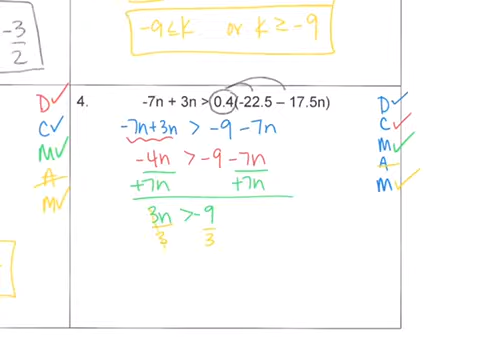 -9 ≤ k or k ≥ -9
-3
2
4. -7n + 3n > 0.4(-22.5 – 17.5n)
D✓ D✓
-7n+3n > -9 -7n
C✓ C✓
M✓ M✓
-4n > -9 -7n
A A
+7n +7n
M✓ M✓
3n > -9
3 3